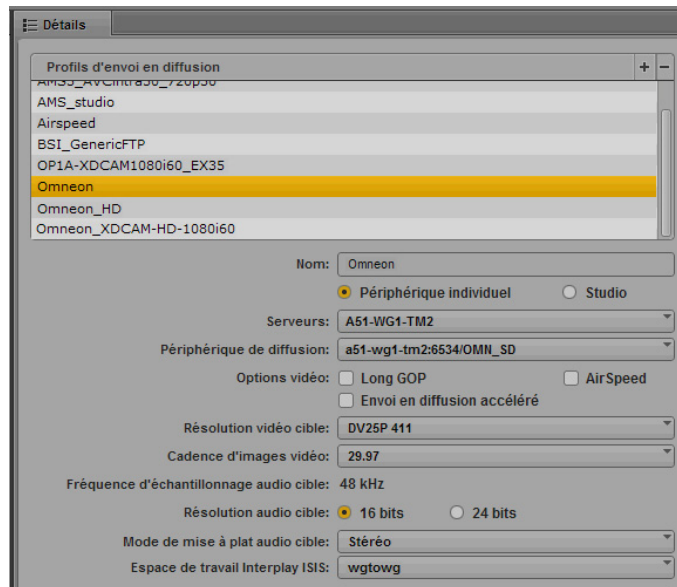 Détails
Profils d'envoi en diffusion + −
AMS5_AVCintra50_720p50
AMS_studio
Airspeed
BSI_GenericFTP
OP1A-XDCAM1080i60_EX35
Omneon
Omneon_HD
Omneon_XDCAM-HD-1080i60
Nom: Omneon
Périphérique individuel Studio
Serveurs: A51-WG1-TM2
Périphérique de diffusion: a51-wg1-tm2:6534/OMN_SD
Options vidéo: Long GOP AirSpeed
Envoi en diffusion accéléré
Résolution vidéo cible: DV25P 411
Cadence d'images vidéo: 29.97
Fréquence d'échantillonnage audio cible: 48 kHz
Résolution audio cible: 16 bits 24 bits
Mode de mise à plat audio cible: Stéréo
Espace de travail Interplay ISIS: wgtowg